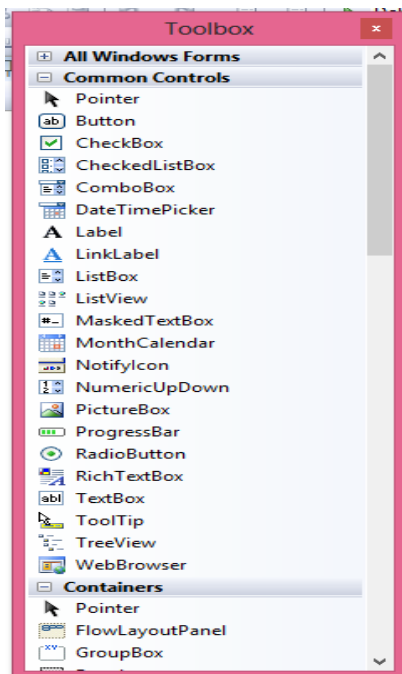 Toolbox
All Windows Forms
Common Controls
Pointer
Button
CheckBox
CheckedListBox
ComboBox
DateTimePicker
Label
LinkLabel
ListBox
ListView
MaskedTextBox
MonthCalendar
NotifyIcon
NumericUpDown
PictureBox
ProgressBar
RadioButton
RichTextBox
TextBox
ToolTip
TreeView
WebBrowser
Containers
Pointer
FlowLayoutPanel
GroupBox